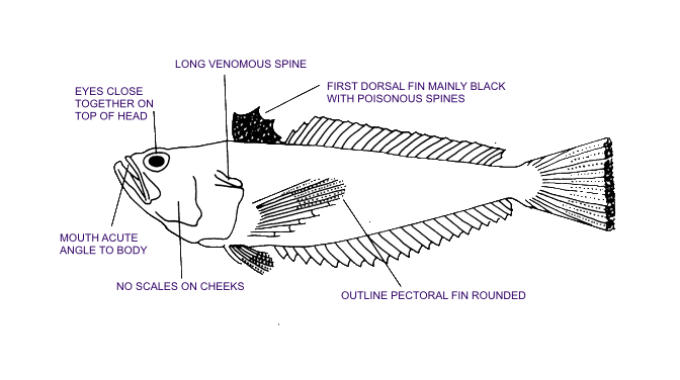 LONG VENOMOUS SPINE
FIRST DORSAL FIN MAINLY BLACK
WITH POISONOUS SPINES
EYES CLOSE
TOGETHER ON
TOP OF HEAD
MOUTH ACUTE
ANGLE TO BODY
NO SCALES ON CHEEKS
OUTLINE PECTORAL FIN ROUNDED